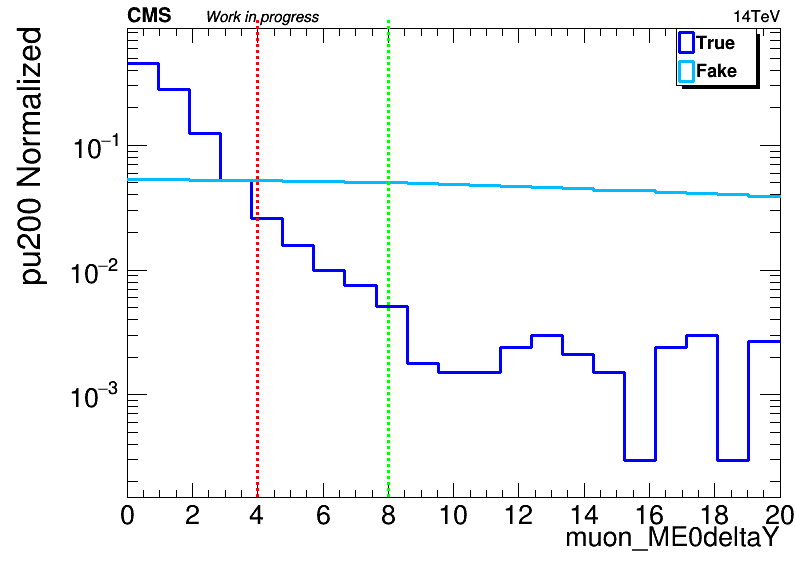 CMS Work in progress 14TeV
True
Fake
pu200 Normalized
10⁻¹
10⁻²
10⁻³
0 2 4 6 8 10 12 14 16 18 20
muon_ME0deltaY